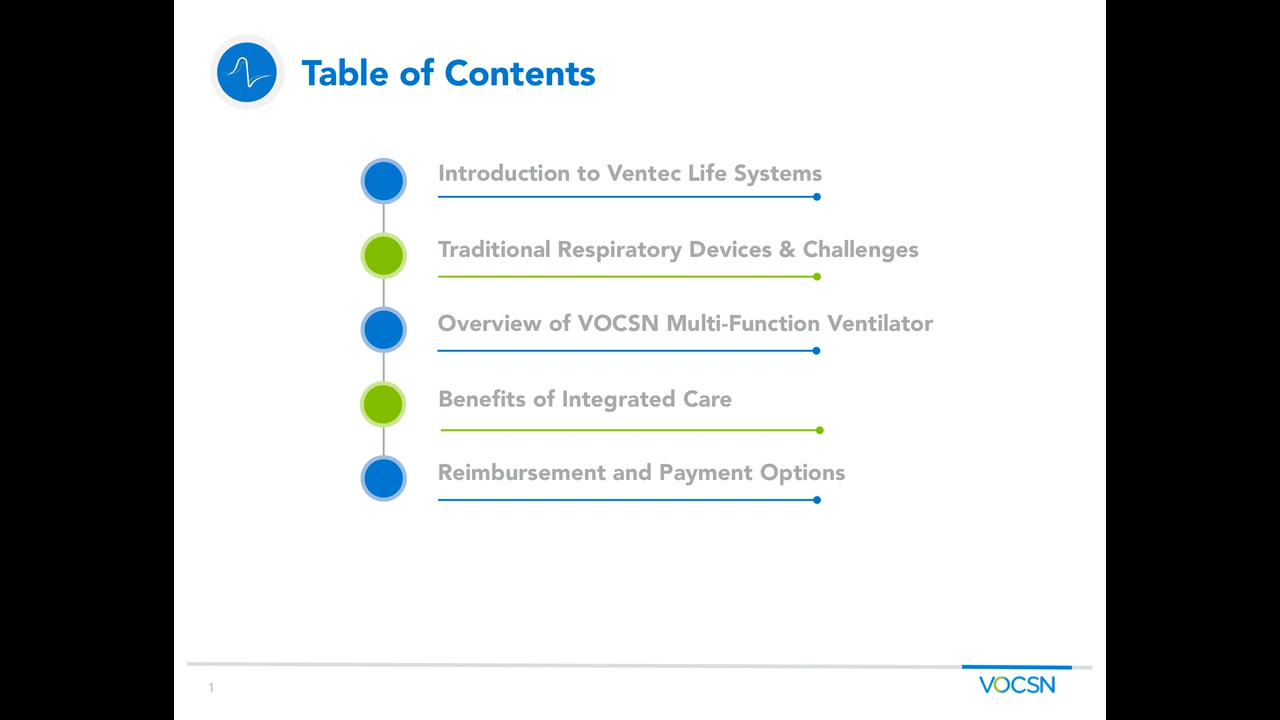 Table of Contents
Introduction to Ventec Life Systems
Traditional Respiratory Devices & Challenges
Overview of VOCSN Multi-Function Ventilator
Benefits of Integrated Care
Reimbursement and Payment Options
1
VOCSN